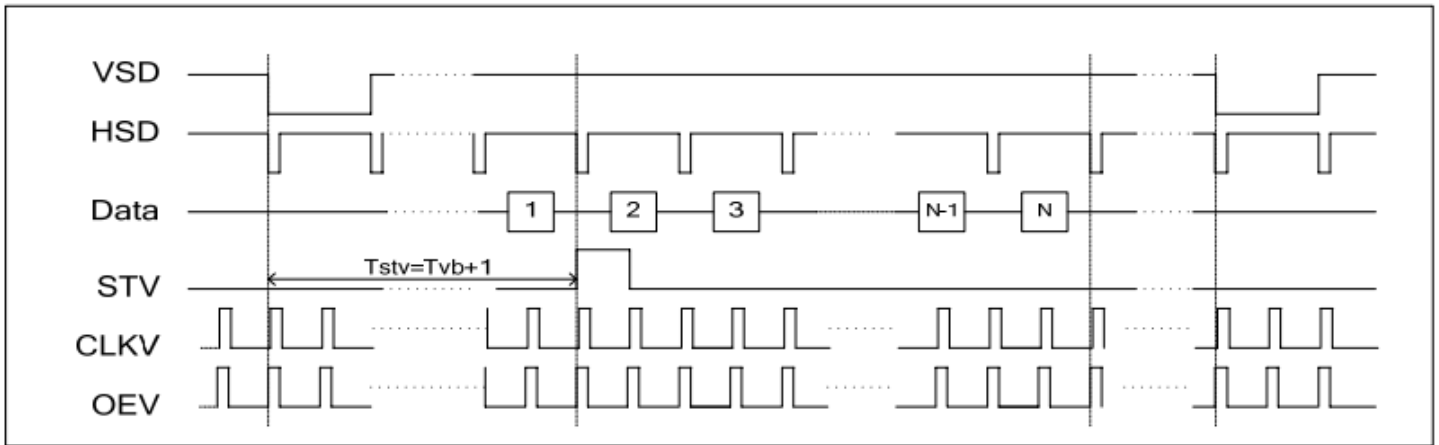 VSD
HSD
Data 1 2 3 N-1 N
Tstv=Tvb+1
STV
CLKV
OEV